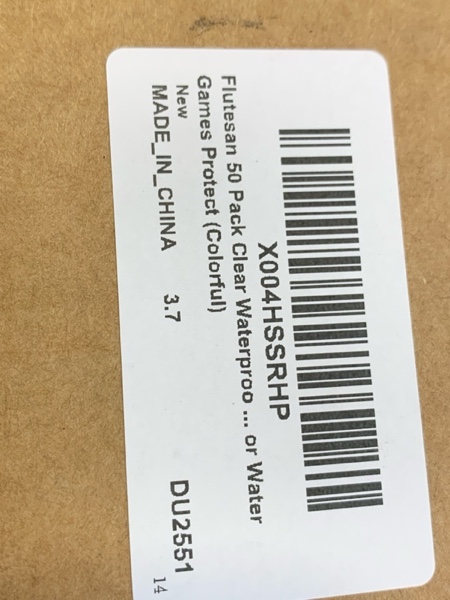 X004HSSRHP
Flutesan 50 Pack Clear Waterproo ... or Water
Games Protect (Colorful)
New
MADE_IN_CHINA 3.7 DU2551
14